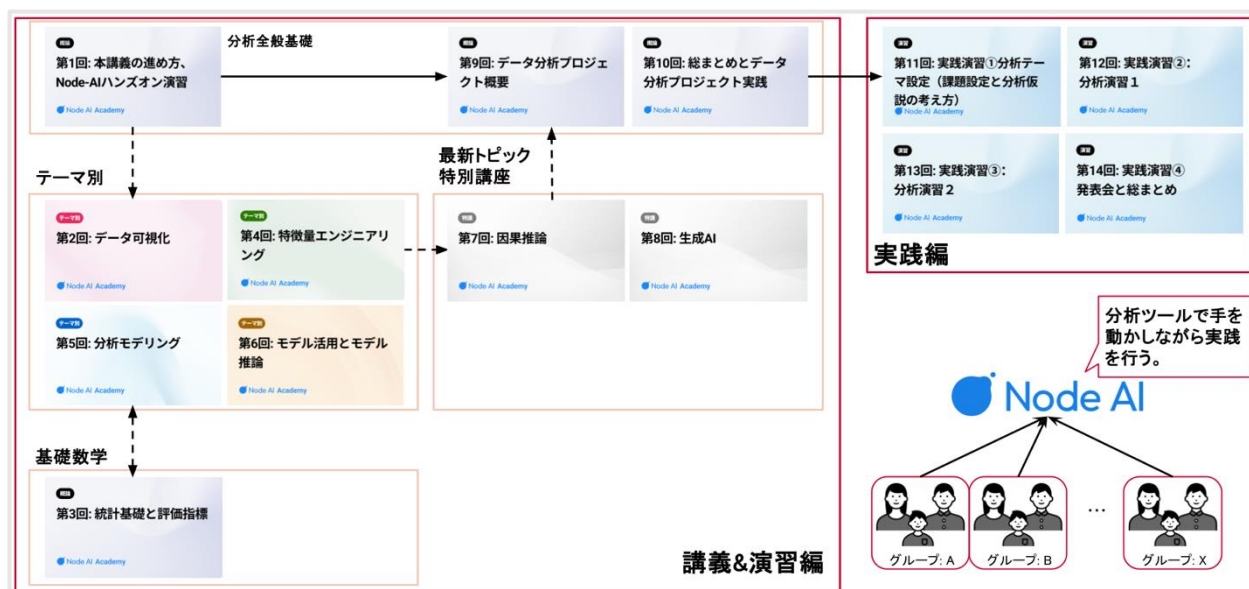 概論
第1回: 本講義の進め方、
Node-AIハンズオン演習
Node AI Academy
分析全般基礎
概論
第9回: データ分析プロジェ
クト概要
Node AI Academy
概論
第10回: 総まとめとデータ
分析プロジェクト実践
Node AI Academy
テーマ別
テーマ別
第2回: データ可視化
Node AI Academy
テーマ別
第4回: 特徴量エンジニアリ
ング
Node AI Academy
テーマ別
第5回: 分析モデリング
Node AI Academy
テーマ別
第6回: モデル活用とモデル
推論
Node AI Academy
最新トピック
特別講座
特講
第7回: 因果推論
Node AI Academy
特講
第8回: 生成AI
Node AI Academy
基礎数学
概論
第3回: 統計基礎と評価指標
Node AI Academy
講義&演習編
演習
第11回: 実践演習①分析テー
マ設定（課題設定と分析仮
説の考え方）
Node AI Academy
演習
第12回: 実践演習②：
分析演習１
Node AI Academy
演習
第13回: 実践演習③：
分析演習２
Node AI Academy
演習
第14回: 実践演習④
発表会と総まとめ
Node AI Academy
実践編
分析ツールで手を
動かしながら実践
を行う。
Node AI
グループ: A
グループ: B
…
グループ: X